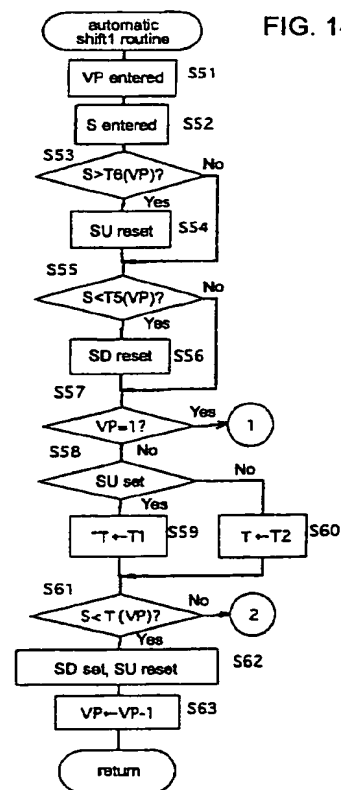 automatic
shift1 routine
FIG. 14
VP entered
S51
S entered
S52
S53
S>T6(VP)?
No
Yes
SU reset
S54
S55
S<T5(VP)?
No
Yes
SD reset
S56
S57
VP=1?
Yes
1
S58
No
SU set
No
Yes
T←T1
S59
T←T2
S60
S61
S<T(VP)?
No
2
Yes
SD set, SU reset
S62
VP←VP-1
S63
return